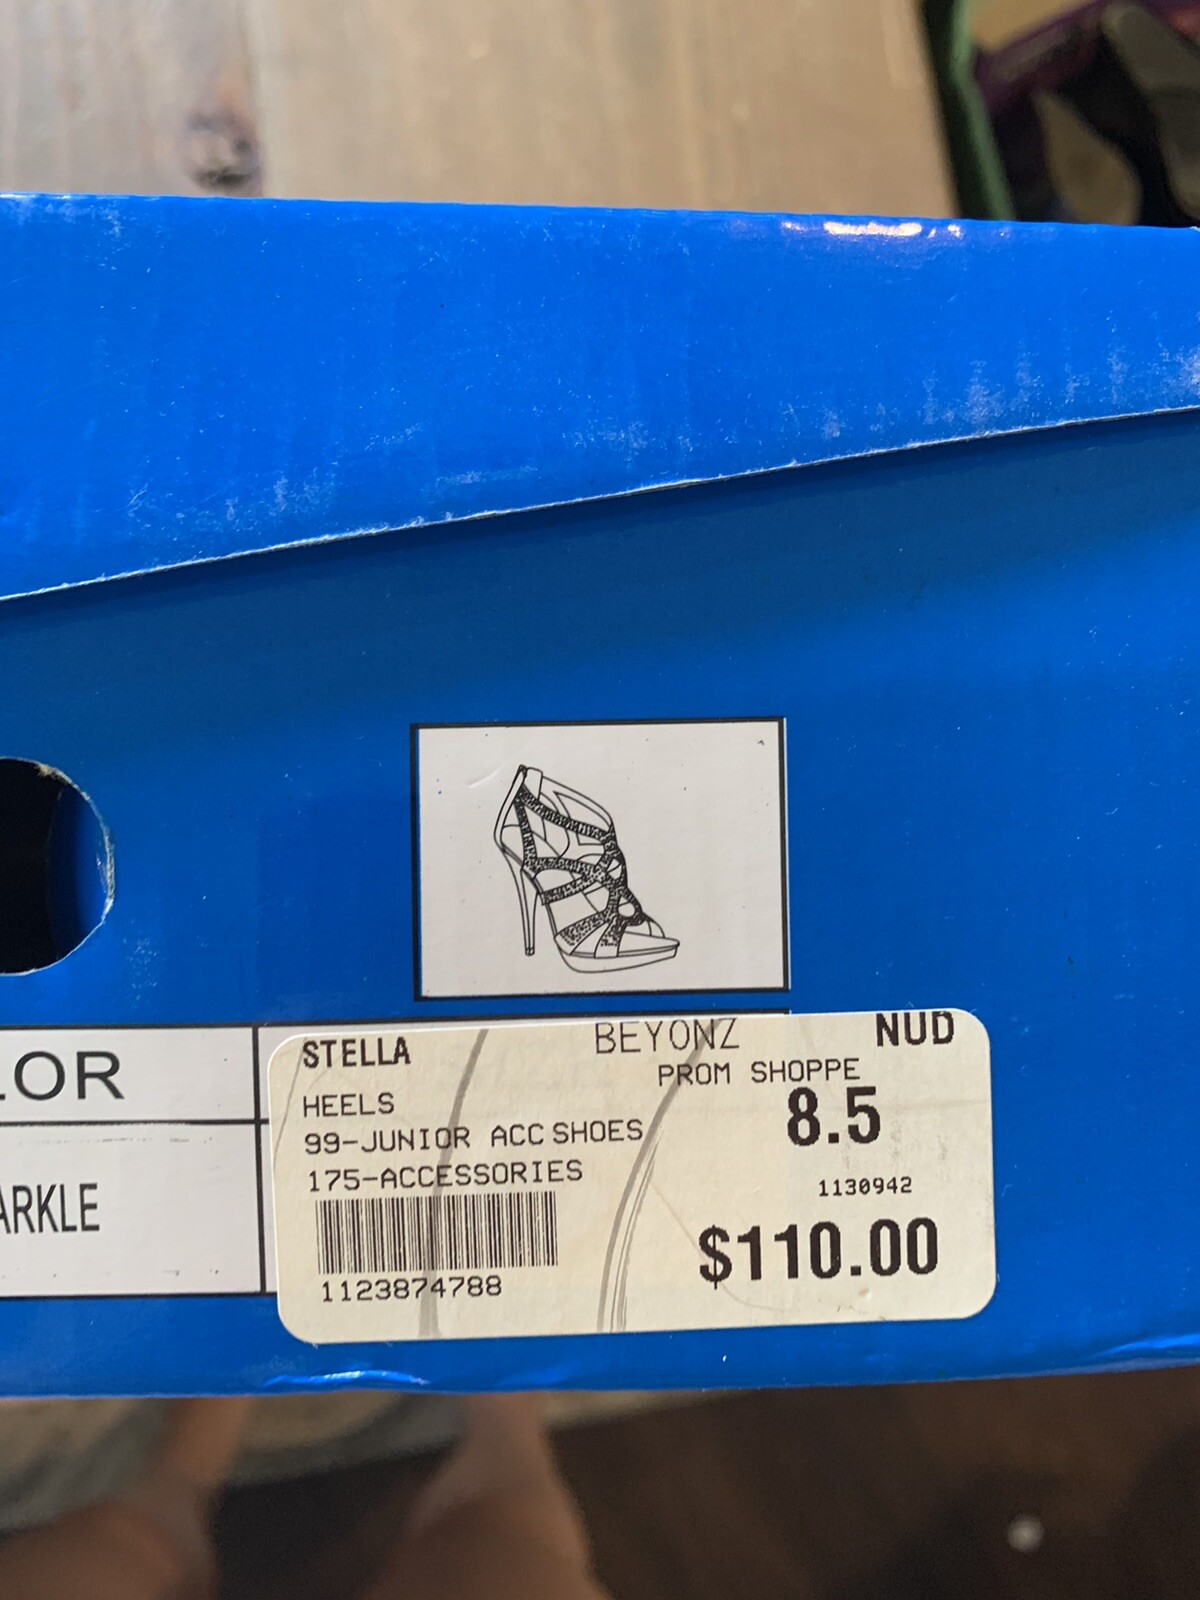 LOR
ARKLE
STELLA BEYONZ NUD
PROM SHOPPE
HEELS 8.5
99-JUNIOR ACC SHOES
175-ACCESSORIES
1130942
$110.00
1123874788